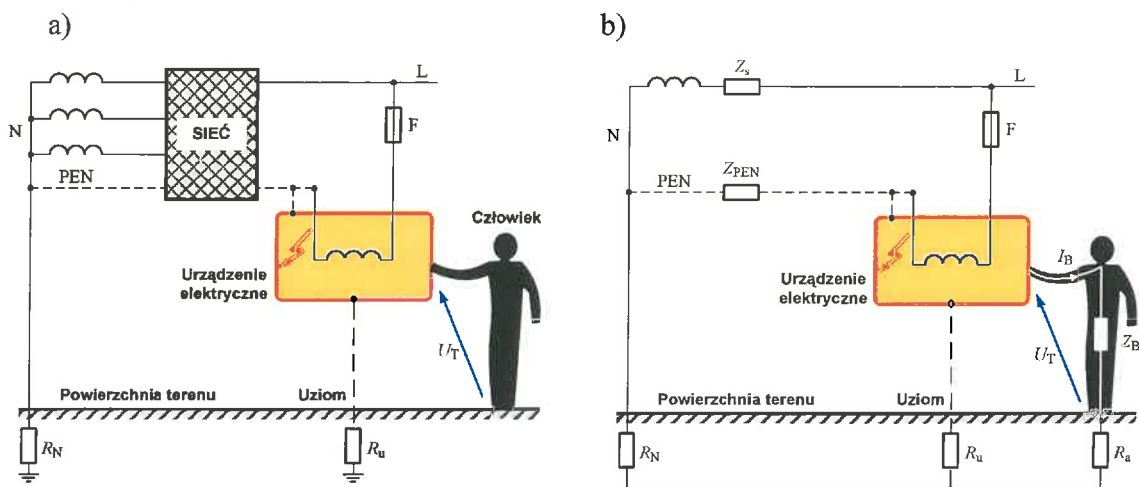 a)
L
N
SIEĆ
F
PEN
Człowiek
Urządzenie
elektryczne
U_T
Powierzchnia terenu
Uziom
R_N
R_u
b)
Z_s
L
N
F
PEN
Z_PEN
I_B
Urządzenie
elektryczne
Z_B
U_T
Powierzchnia terenu
Uziom
R_N
R_u
R_a